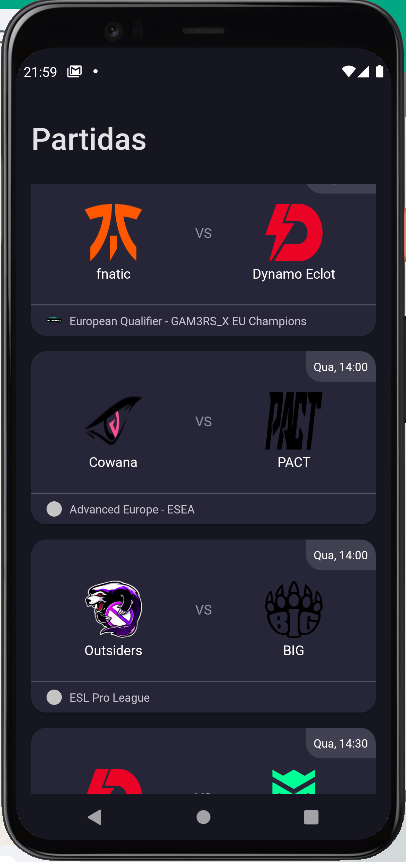 21:59
Partidas
VS
fnatic
Dynamo Eclot
European Qualifier - GAM3RS_X EU Champions
Qua, 14:00
PACT
VS
Cowana
PACT
Advanced Europe - ESEA
Qua, 14:00
VS
BIG
Outsiders
BIG
ESL Pro League
Qua, 14:30